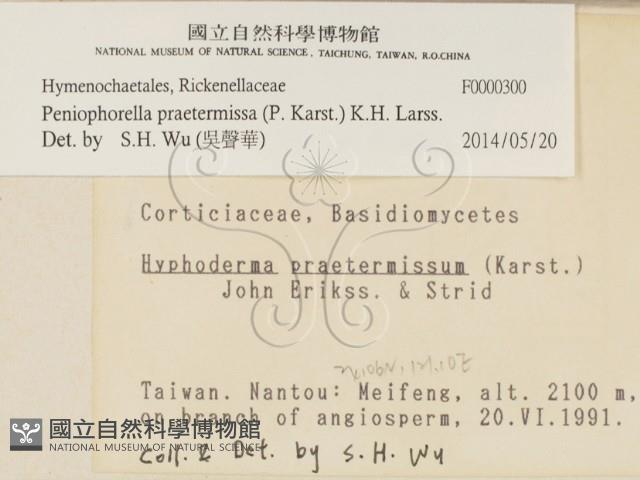 國立自然科學博物館
NATIONAL MUSEUM OF NATURAL SCIENCE, TAICHUNG, TAIWAN, R.O.CHINA
Hymenochaetales, Rickenellaceae F0000300
Peniophorella praetermissa (P. Karst.) K.H. Larss.
Det. by S.H. Wu (吳聲華) 2014/05/20
Corticiaceae, Basidiomycetes
Hyphoderma praetermissum (Karst.)
John Erikss. & Strid
Taiwan. Nantou: Meifeng, alt. 2100 m,
on branch of angiosperm, 20.VI.1991.
Coll. & Det. by S. H. Wu
國立自然科學博物館
NATIONAL MUSEUM OF NATURAL SCIENCE